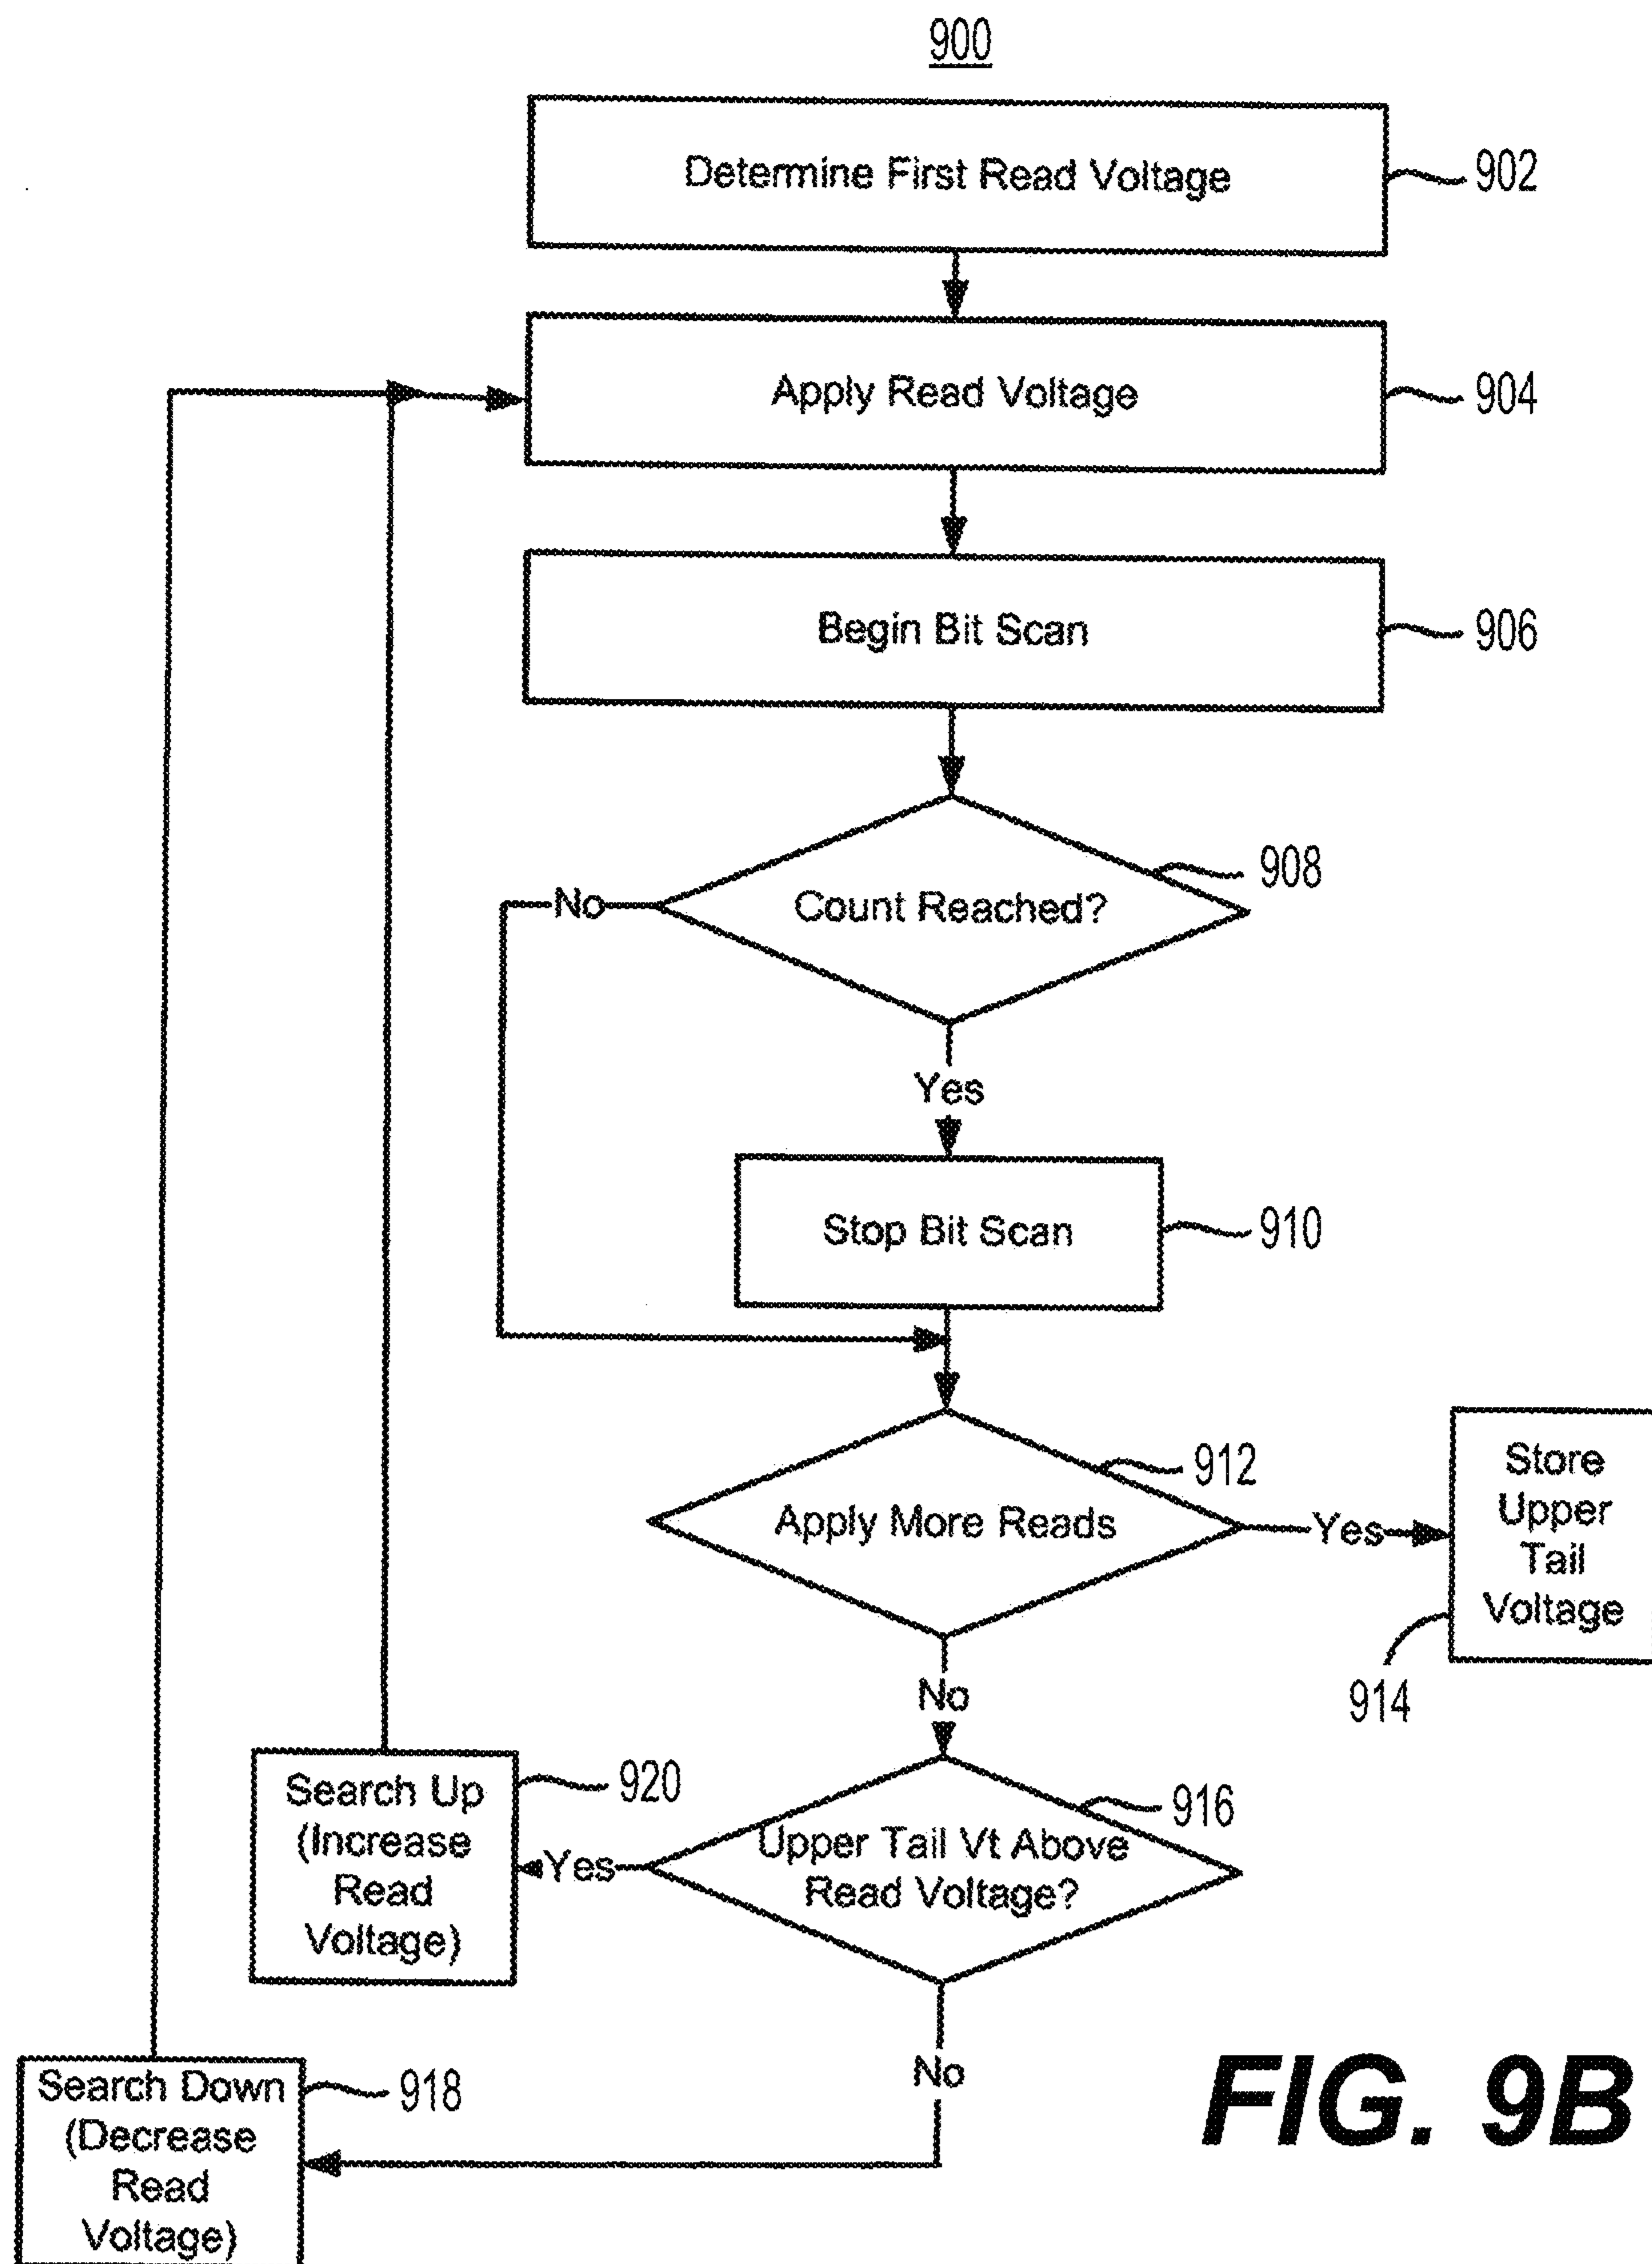 900
Determine First Read Voltage
902
Apply Read Voltage
904
Begin Bit Scan
906
908
No
Count Reached?
Yes
Stop Bit Scan
910
912
Apply More Reads
Yes
Store
Upper
Tail
Voltage
914
No
Search Up
(Increase
Read
Voltage)
920
916
Upper Tail Vt Above
Read Voltage?
Yes
No
Search Down
(Decrease
Read
Voltage)
918
FIG. 9B